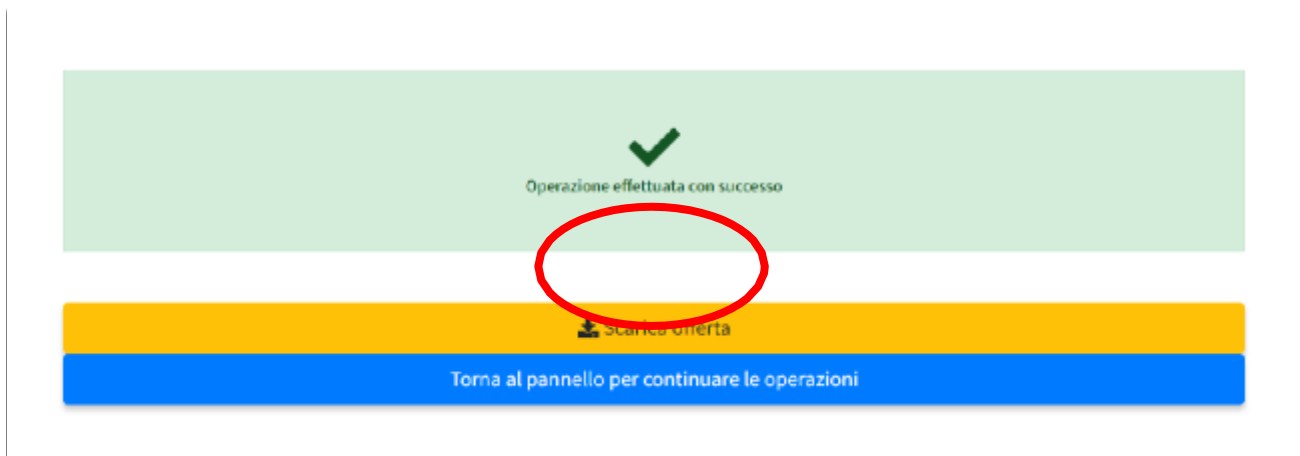 Operazione effettuata con successo
Scarica offerta
Torna al pannello per continuare le operazioni